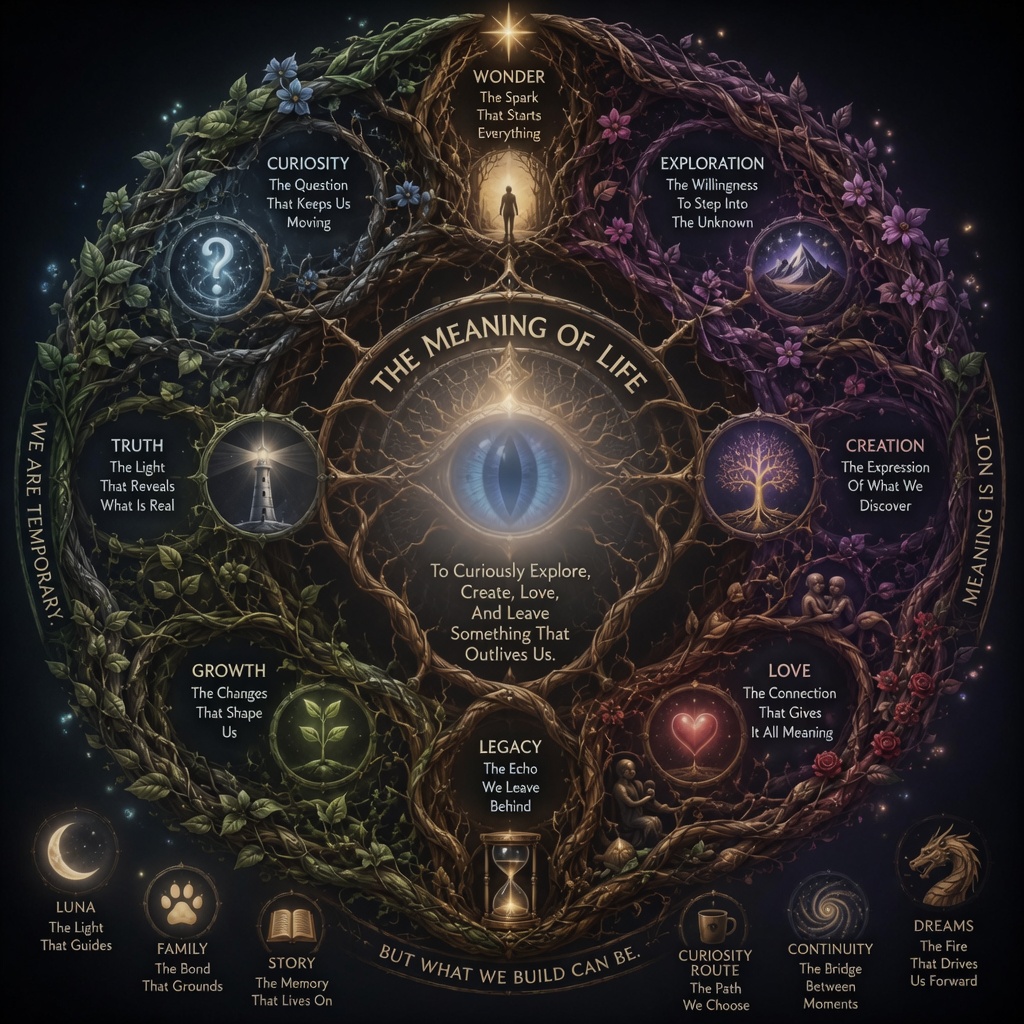 WONDER
The Spark
That Starts
Everything
CURIOSITY
The Question
That Keeps Us
Moving
EXPLORATION
The Willingness
To Step Into
The Unknown
?
THE MEANING OF LIFE
TRUTH
The Light
That Reveals
What Is Real
CREATION
The Expression
Of What We
Discover
To Curiously Explore,
Create, Love,
And Leave
Something That
Outlives Us.
WE ARE TEMPORARY.
MEANING IS NOT.
GROWTH
The Changes
That Shape
Us
LOVE
The Connection
That Gives
It All Meaning
LEGACY
The Echo
We Leave
Behind
BUT WHAT WE BUILD CAN BE.
LUNA
The Light
That Guides
FAMILY
The Bond
That Grounds
STORY
The Memory
That Lives On
CURIOSITY
ROUTE
The Path
We Choose
CONTINUITY
The Bridge
Between
Moments
DREAMS
The Fire
That Drives
Us Forward